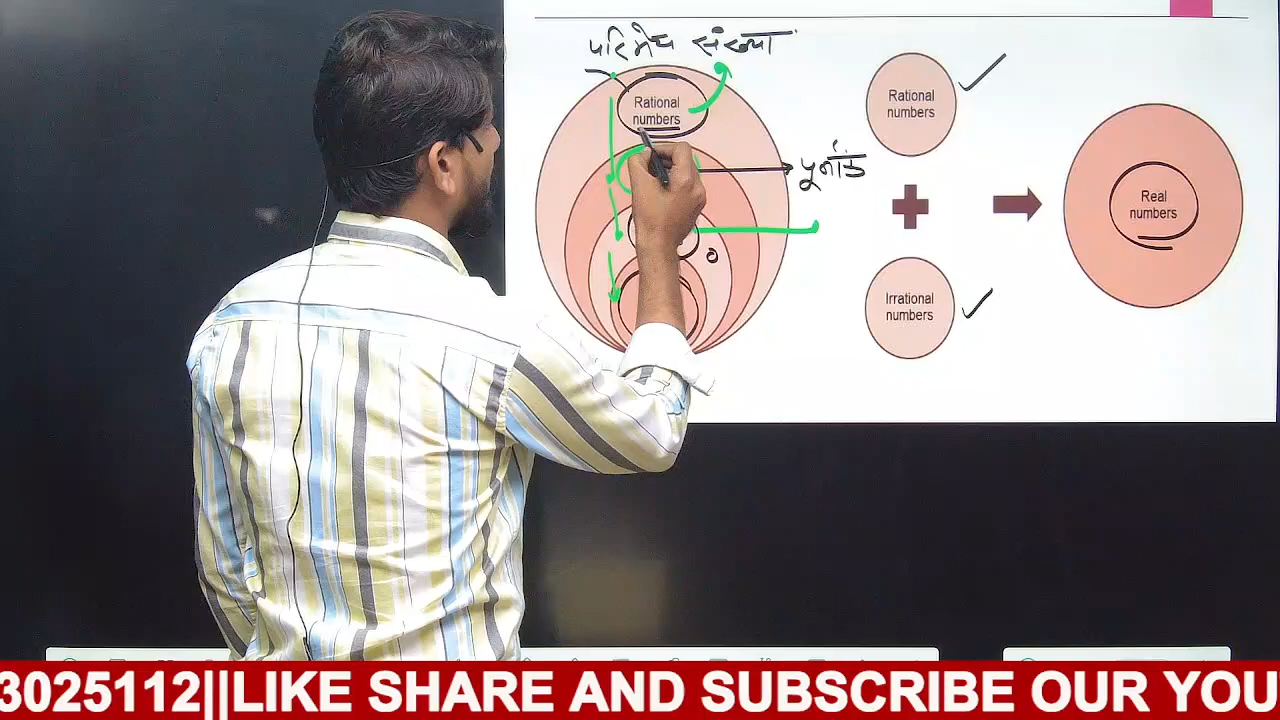 परिमेय संख्या
Rational
numbers
Rational
numbers
पूर्णांक
Real
numbers
0
Irrational
numbers
3025112||LIKE SHARE AND SUBSCRIBE OUR YOU